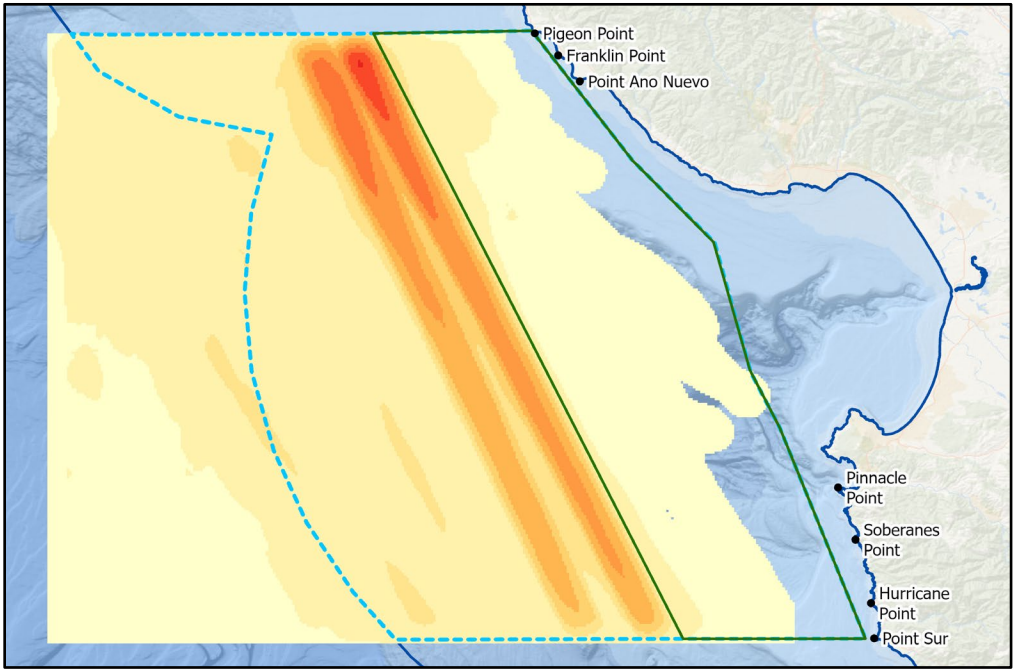 Pigeon Point
Franklin Point
Point Ano Nuevo
Pinnacle
Point
Soberanes
Point
Hurricane
Point
Point Sur